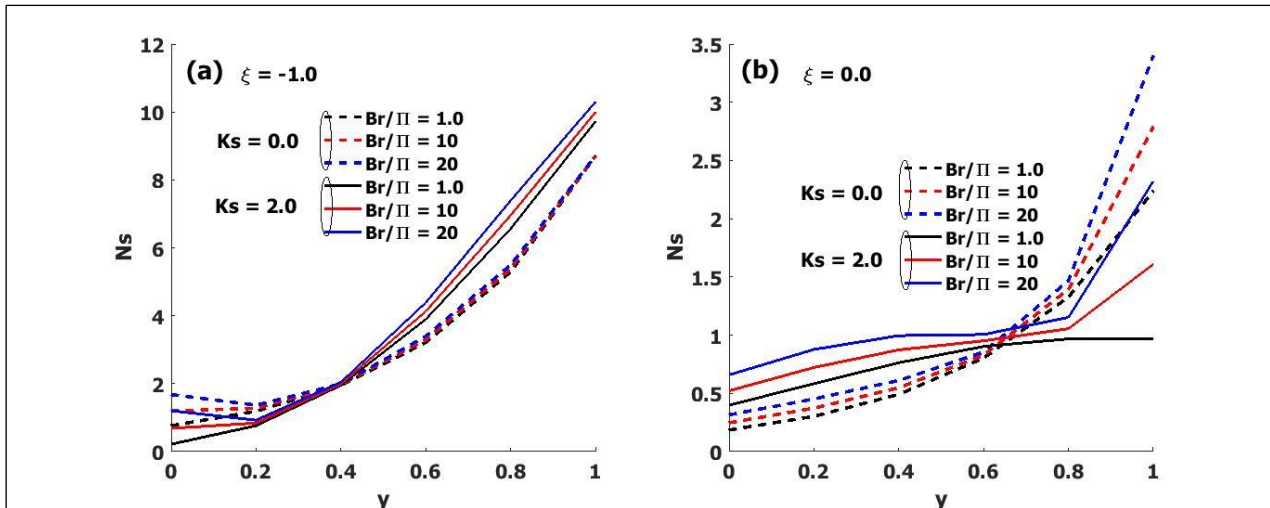 (a) ξ = -1.0
Ks = 0.0
Br/Π = 1.0
Br/Π = 10
Br/Π = 20
Ks = 2.0
Br/Π = 1.0
Br/Π = 10
Br/Π = 20
Ns
12
10
8
6
4
2
0
0 0.2 0.4 0.6 0.8 1
y
(b) ξ = 0.0
Ks = 0.0
Br/Π = 1.0
Br/Π = 10
Br/Π = 20
Ks = 2.0
Br/Π = 1.0
Br/Π = 10
Br/Π = 20
Ns
3.5
3
2.5
2
1.5
1
0.5
0
0 0.2 0.4 0.6 0.8 1
y